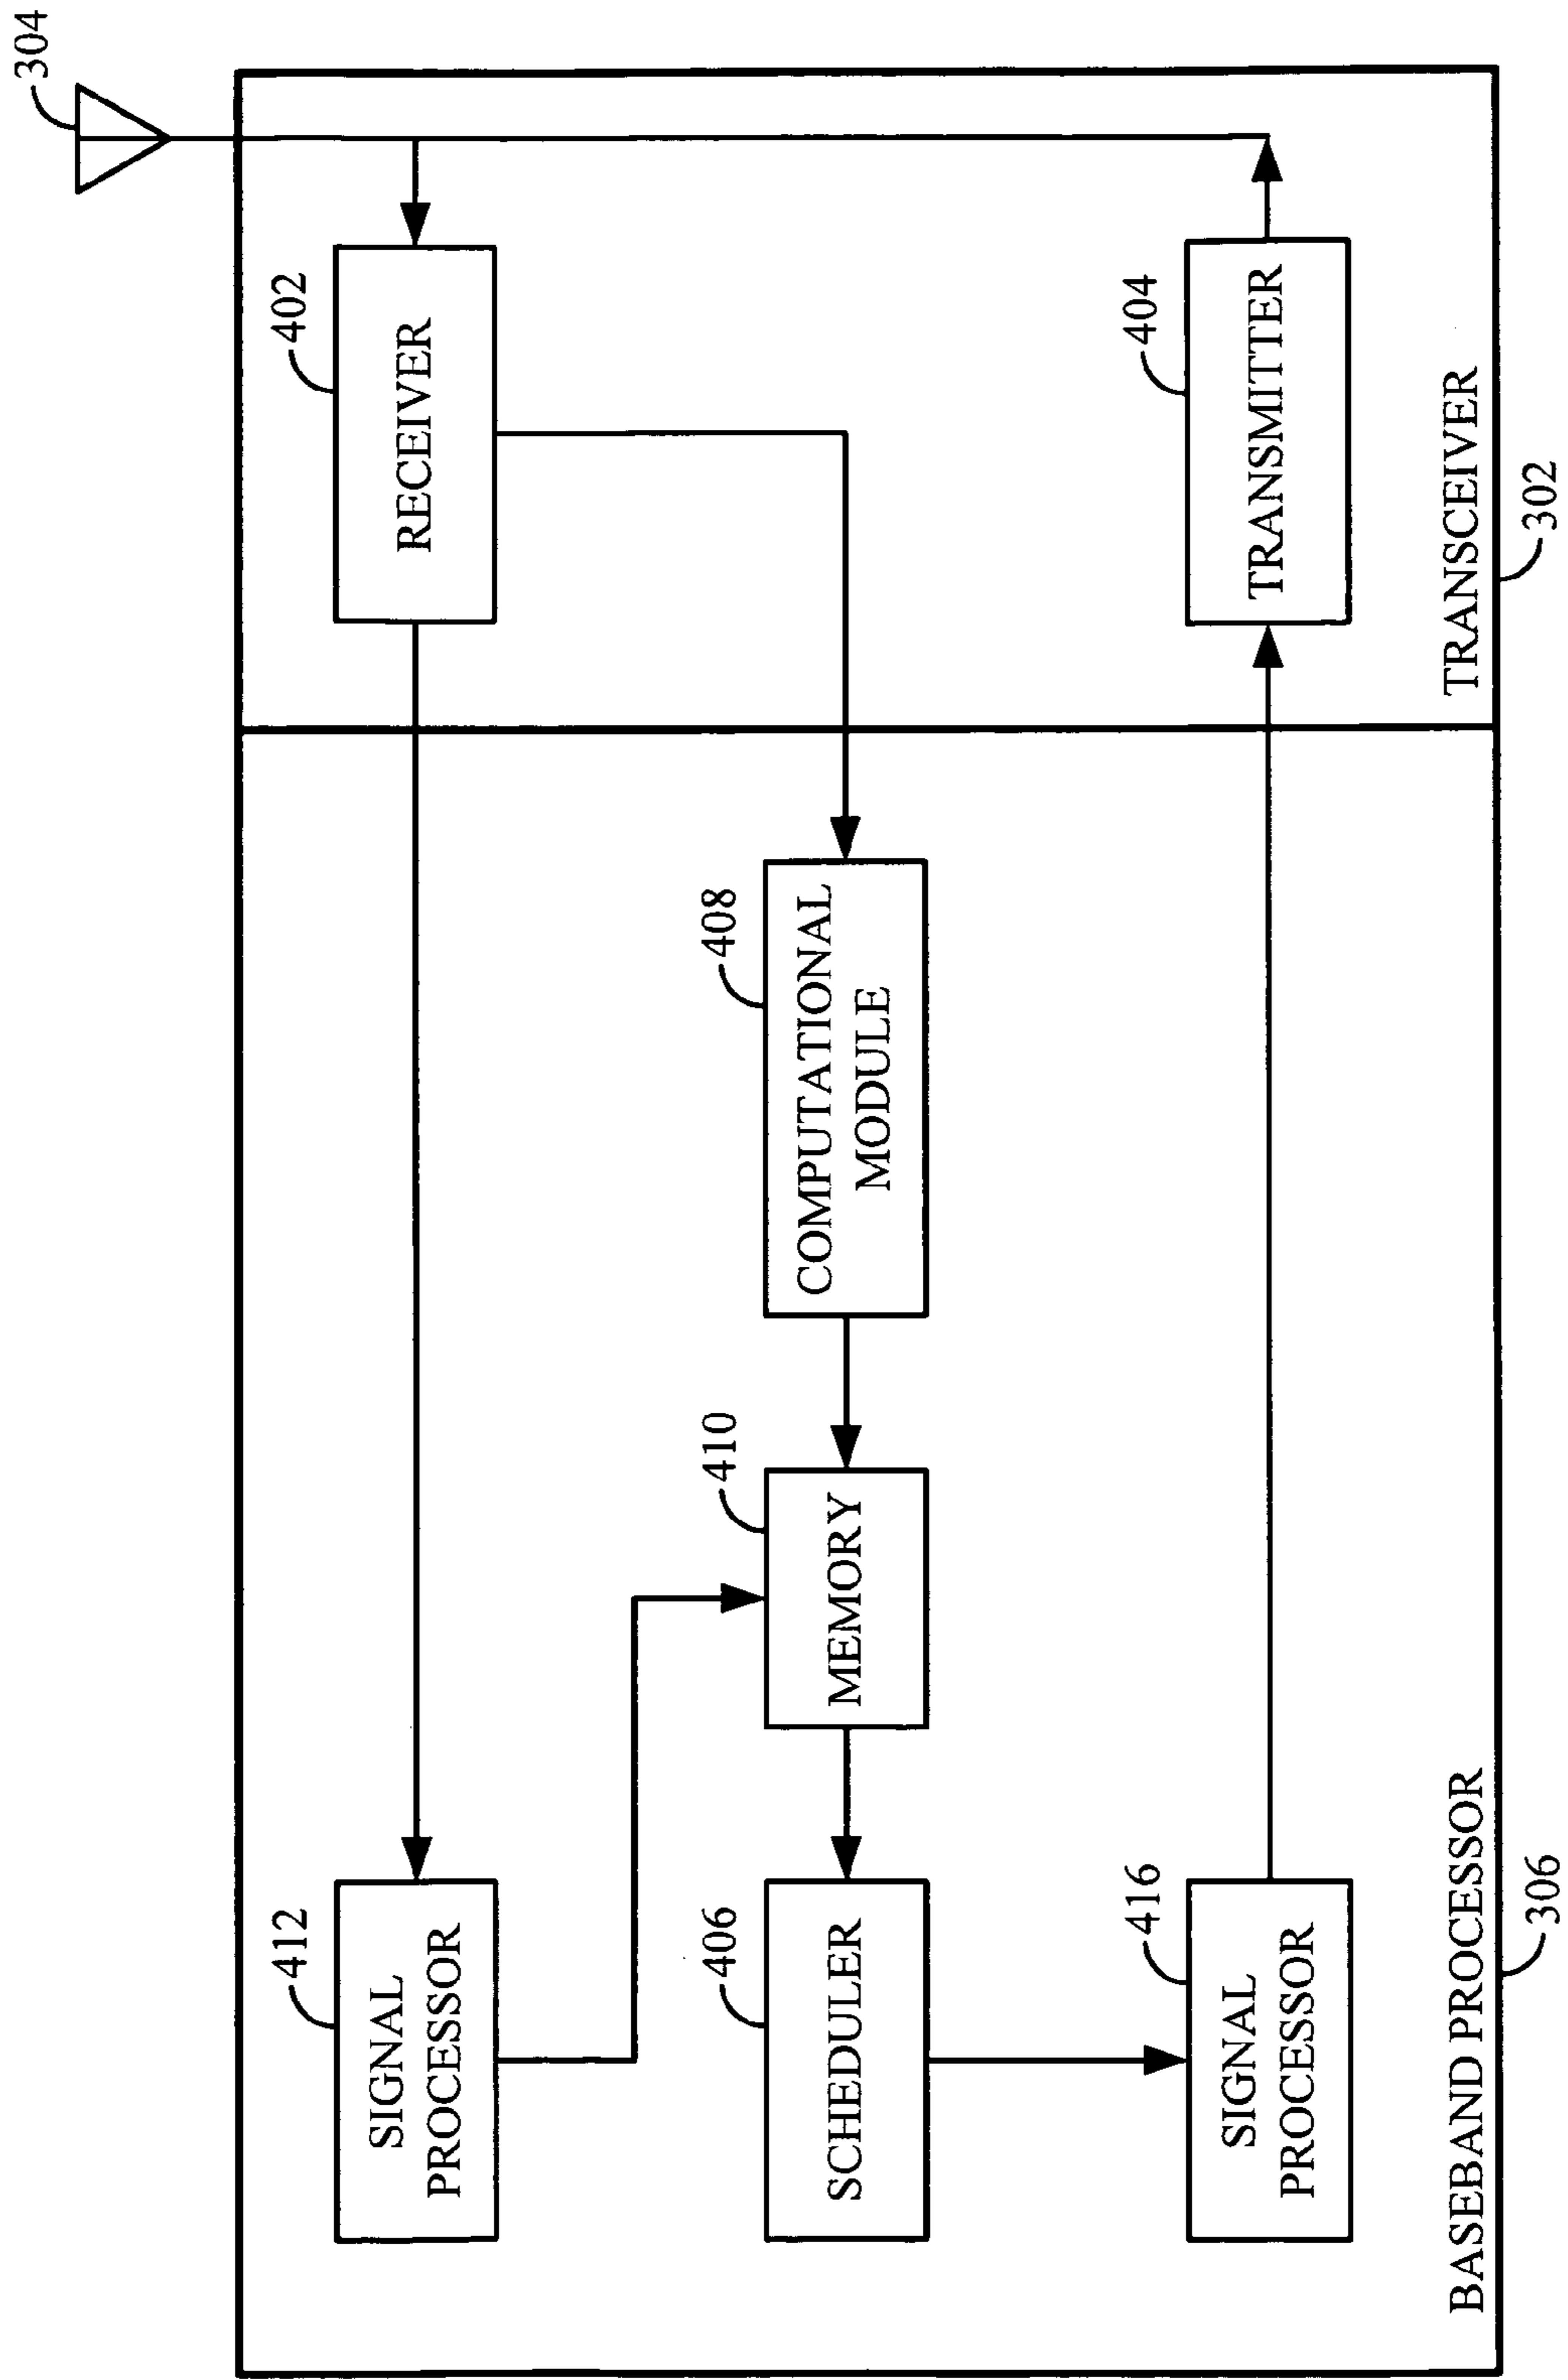 304
402
RECEIVER
404
TRANSMITTER
TRANSCEIVER
302
408
COMPUTATIONAL
MODULE
410
MEMORY
412
SIGNAL
PROCESSOR
406
SCHEDULER
416
SIGNAL
PROCESSOR
BASEBAND PROCESSOR
306